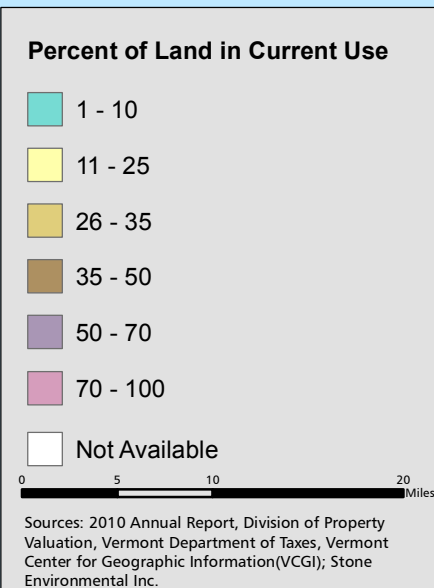 Percent of Land in Current Use
1 - 10
11 - 25
26 - 35
35 - 50
50 - 70
70 - 100
Not Available
0 5 10 20
Miles
Sources: 2010 Annual Report, Division of Property
Valuation, Vermont Department of Taxes, Vermont
Center for Geographic Information(VCGI); Stone
Environmental Inc.